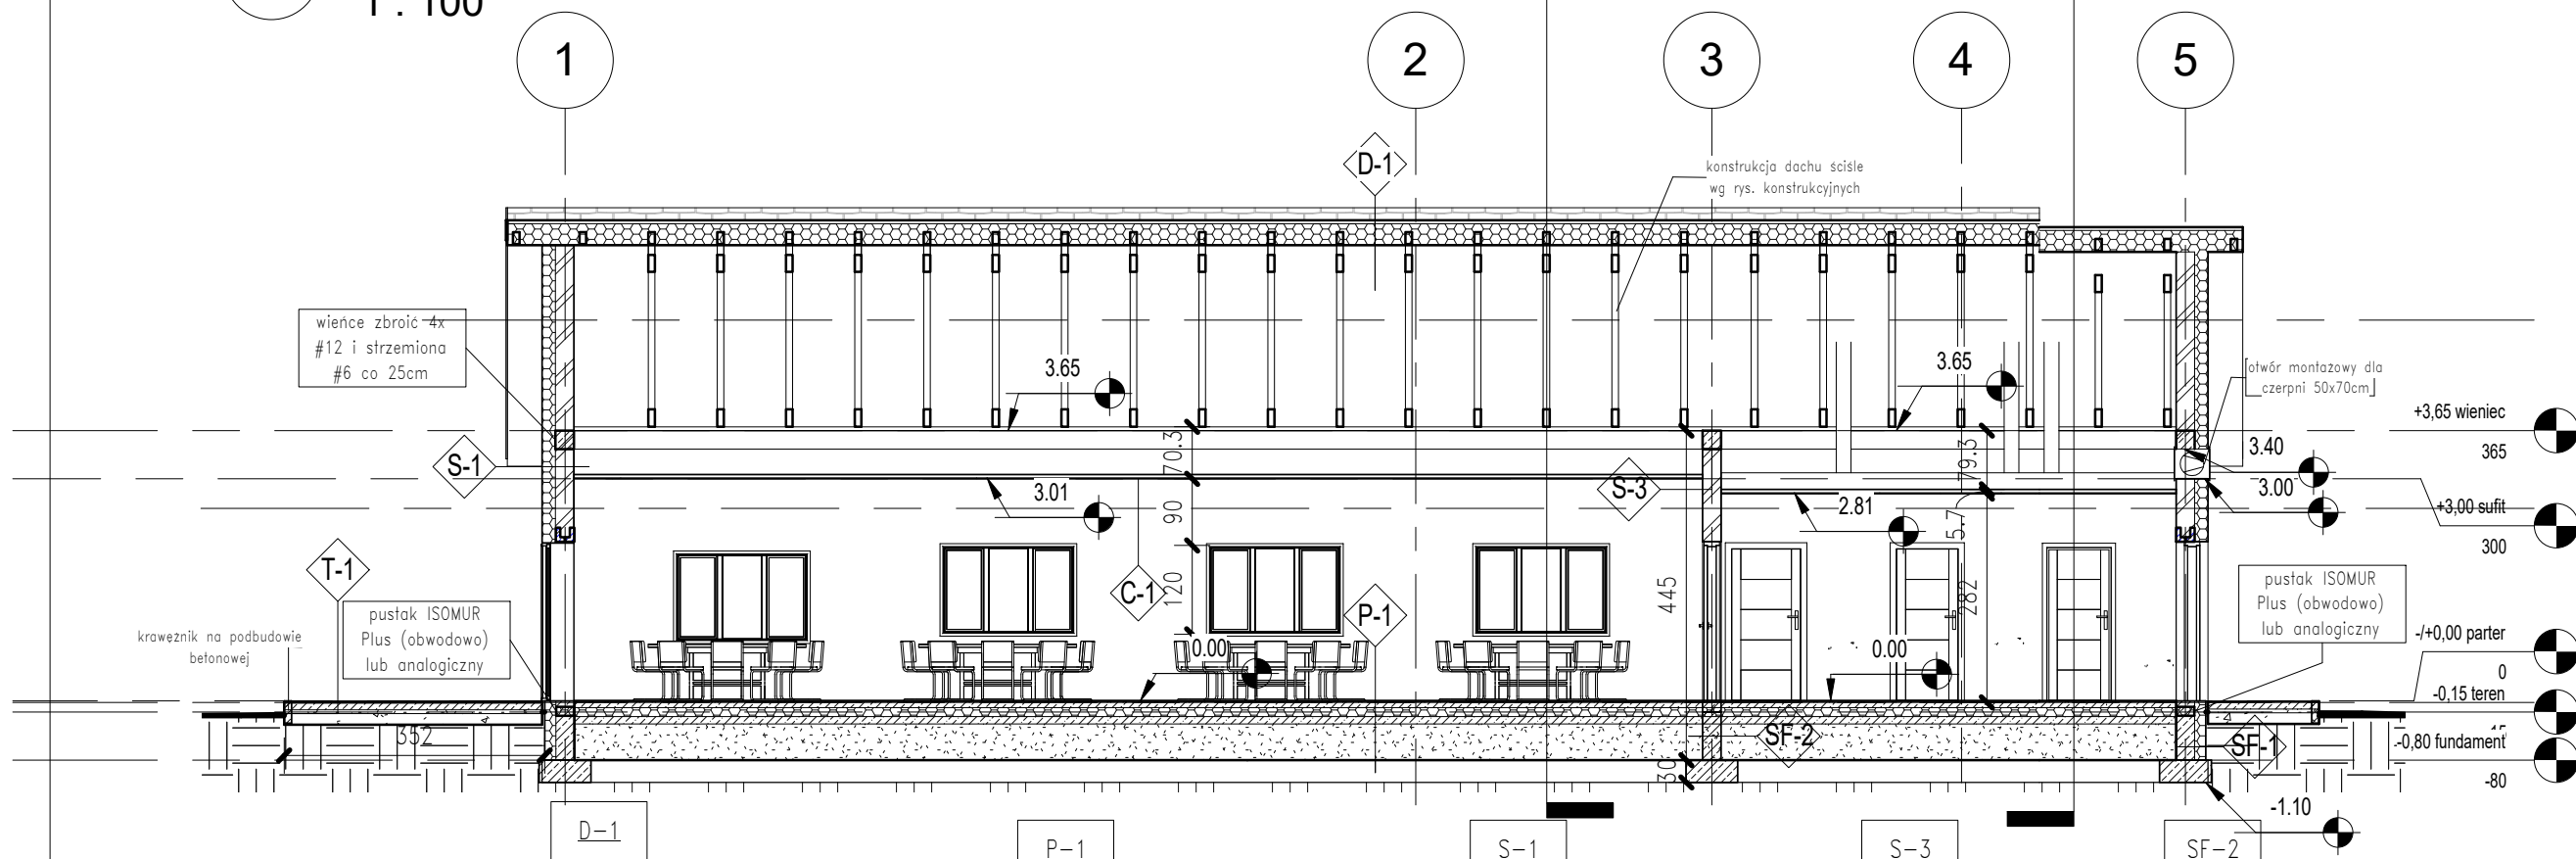 1 : 100
1
2
3
4
5
D-1
konstrukcja dachu ściśle
wg rys. konstrukcyjnych
wieńce zbroić 4x
#12 i strzemiona
#6 co 25cm
3.65
3.65
otwór montażowy dla
czerpni 50x70cm
+3,65 wieniec
365
3.40
3.00
+3,00 sufit
300
S-1
70.3
3.01
90
S-3
79.3
2.81
5.7
T-1
C-1
120
P-1
445
282
pustak ISOMUR
Plus (obwodowo)
lub analogiczny
krawężnik na podbudowie
betonowej
pustak ISOMUR
Plus (obwodowo)
lub analogiczny
0.00
0.00
-/+0,00 parter
0
-0,15 teren
352
SF-2
SF-1
-0,80 fundament
-80
30
-1.10
D-1
P-1
S-1
S-3
SF-2